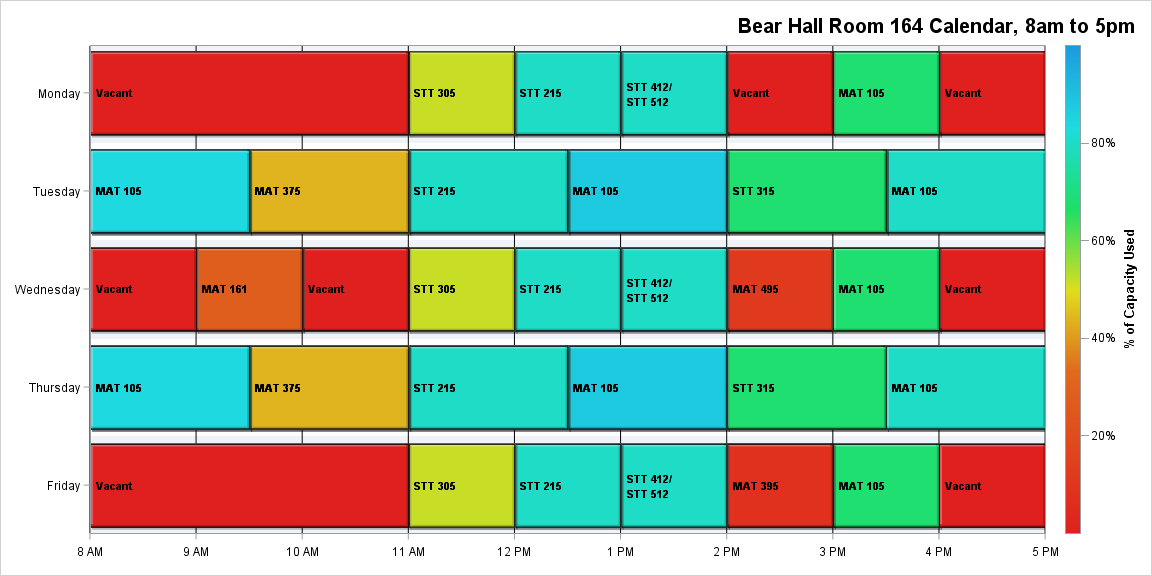 Bear Hall Room 164 Calendar, 8am to 5pm
Monday
Vacant
STT 305
STT 215
STT 412/
STT 512
Vacant
MAT 105
Vacant
Tuesday
MAT 105
MAT 375
STT 215
MAT 105
STT 315
MAT 105
Wednesday
Vacant
MAT 161
Vacant
STT 305
STT 215
STT 412/
STT 512
MAT 495
MAT 105
Vacant
Thursday
MAT 105
MAT 375
STT 215
MAT 105
STT 315
MAT 105
Friday
Vacant
STT 305
STT 215
STT 412/
STT 512
MAT 395
MAT 105
Vacant
8 AM
9 AM
10 AM
11 AM
12 PM
1 PM
2 PM
3 PM
4 PM
5 PM
80%
60%
40%
20%
% of Capacity Used